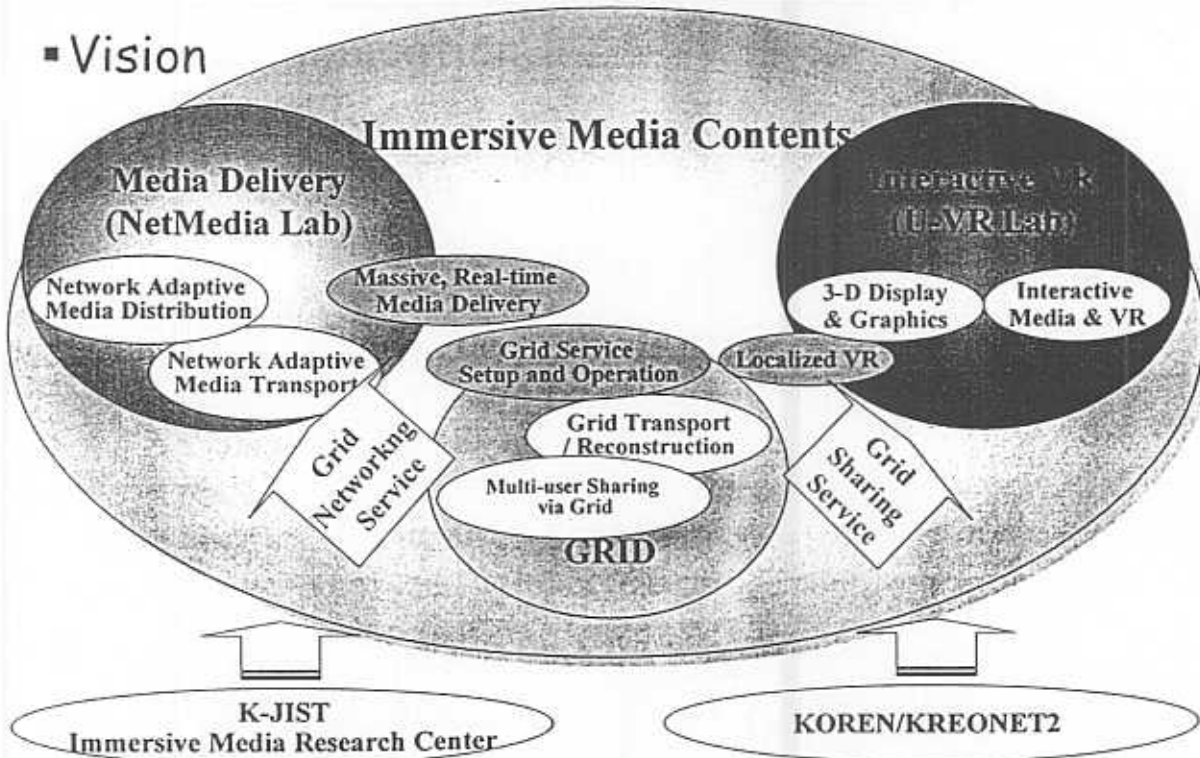 ▪ Vision
Immersive Media Contents
Media Delivery
(NetMedia Lab)
Interactive VR
(U-VR Lab)
Network Adaptive
Media Distribution
Massive, Real-time
Media Delivery
3-D Display
& Graphics
Interactive
Media & VR
Network Adaptive
Media Transport
Grid Service
Setup and Operation
Localized VR
Grid Transport
/ Reconstruction
Grid
Networkng
Service
Multi-user Sharing
via Grid
Grid
Sharing
Service
GRID
K-JIST
Immersive Media Research Center
KOREN/KREONET2